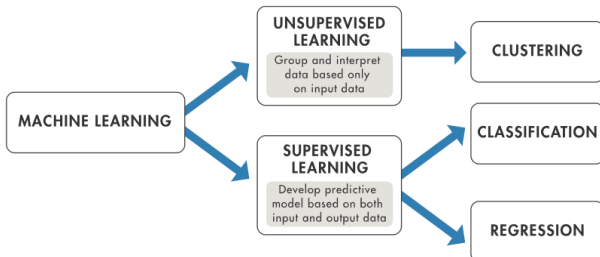 MACHINE LEARNING
UNSUPERVISED
LEARNING
Group and interpret
data based only
on input data
SUPERVISED
LEARNING
Develop predictive
model based on both
input and output data
CLUSTERING
CLASSIFICATION
REGRESSION